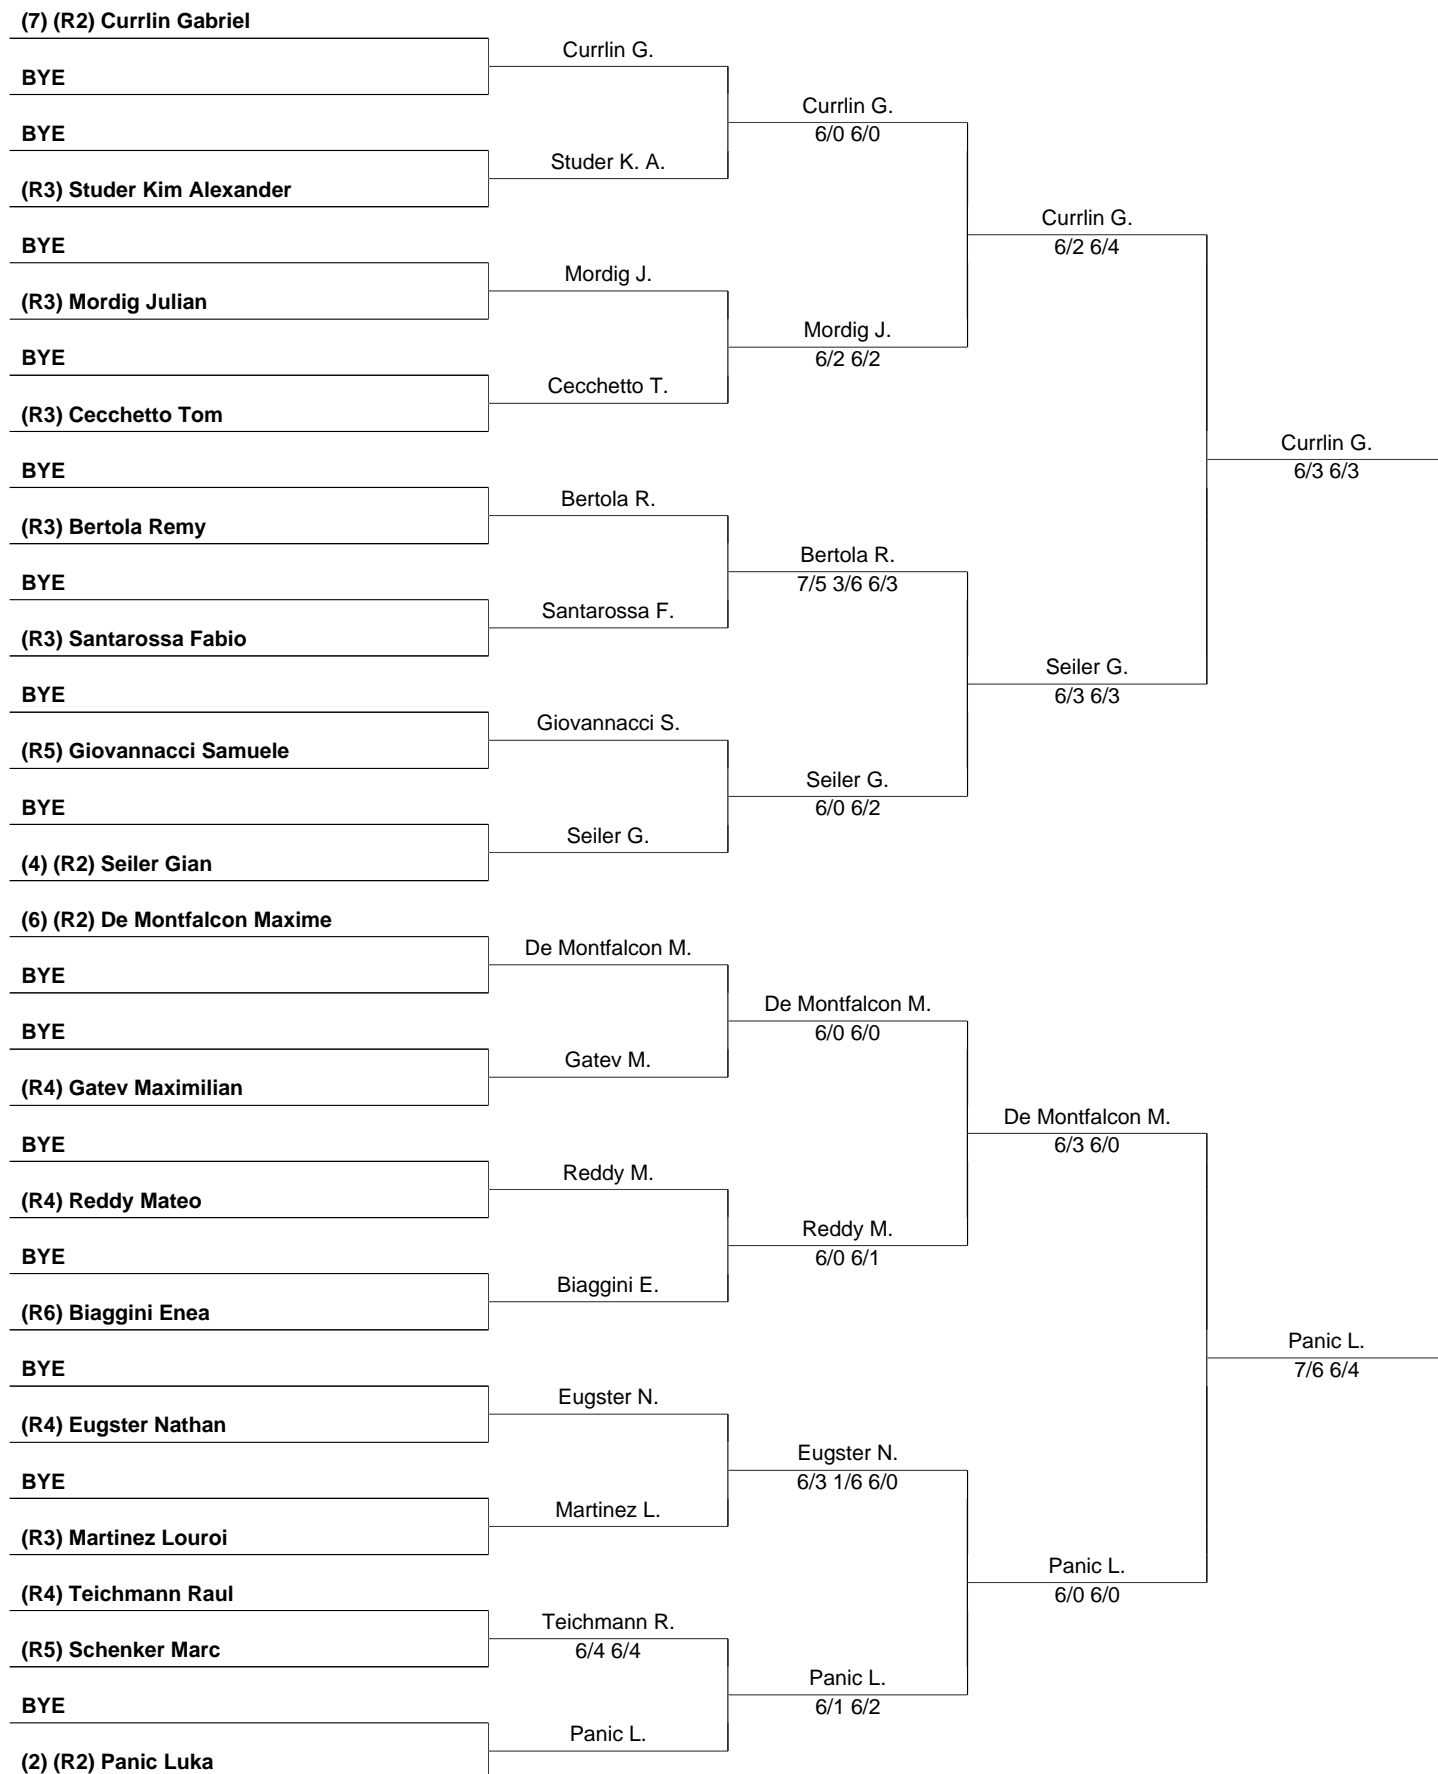 (7) (R2) Currlin Gabriel
Currlin G.
BYE
Currlin G.
6/0 6/0
BYE
Studer K. A.
(R3) Studer Kim Alexander
Currlin G.
6/2 6/4
BYE
Mordig J.
(R3) Mordig Julian
Mordig J.
6/2 6/2
BYE
Cecchetto T.
(R3) Cecchetto Tom
Currlin G.
6/3 6/3
BYE
Bertola R.
(R3) Bertola Remy
Bertola R.
7/5 3/6 6/3
BYE
Santarossa F.
(R3) Santarossa Fabio
Seiler G.
6/3 6/3
BYE
Giovannacci S.
(R5) Giovannacci Samuele
Seiler G.
6/0 6/2
BYE
Seiler G.
(4) (R2) Seiler Gian
(6) (R2) De Montfalcon Maxime
De Montfalcon M.
BYE
De Montfalcon M.
6/0 6/0
BYE
Gatev M.
(R4) Gatev Maximilian
De Montfalcon M.
6/3 6/0
BYE
Reddy M.
(R4) Reddy Mateo
Reddy M.
6/0 6/1
BYE
Biaggini E.
(R6) Biaggini Enea
Panic L.
7/6 6/4
BYE
Eugster N.
(R4) Eugster Nathan
Eugster N.
6/3 1/6 6/0
BYE
Martinez L.
(R3) Martinez Louroi
Panic L.
6/0 6/0
(R4) Teichmann Raul
Teichmann R.
6/4 6/4
(R5) Schenker Marc
Panic L.
6/1 6/2
BYE
Panic L.
(2) (R2) Panic Luka